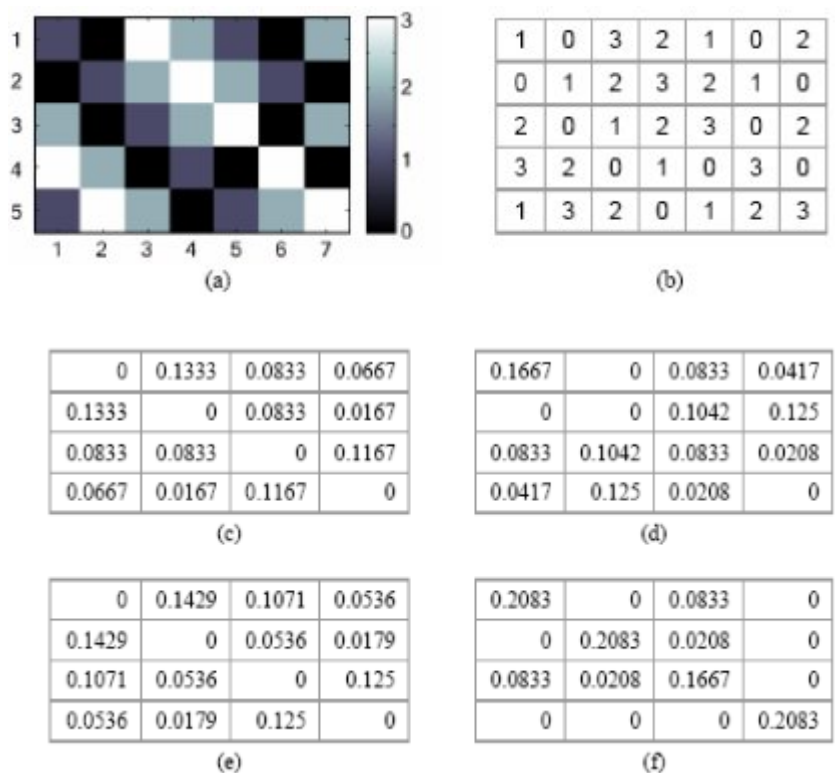 1
2
3
4
5
1 2 3 4 5 6 7
3
2
1
0
(a)
1 0 3 2 1 0 2
0 1 2 3 2 1 0
2 0 1 2 3 0 2
3 2 0 1 0 3 0
1 3 2 0 1 2 3
(b)
0 0.1333 0.0833 0.0667
0.1333 0 0.0833 0.0167
0.0833 0.0833 0 0.1167
0.0667 0.0167 0.1167 0
(c)
0.1667 0 0.0833 0.0417
0 0 0.1042 0.125
0.0833 0.1042 0.0833 0.0208
0.0417 0.125 0.0208 0
(d)
0 0.1429 0.1071 0.0536
0.1429 0 0.0536 0.0179
0.1071 0.0536 0 0.125
0.0536 0.0179 0.125 0
(e)
0.2083 0 0.0833 0
0 0.2083 0.0208 0
0.0833 0.0208 0.1667 0
0 0 0 0.2083
(f)